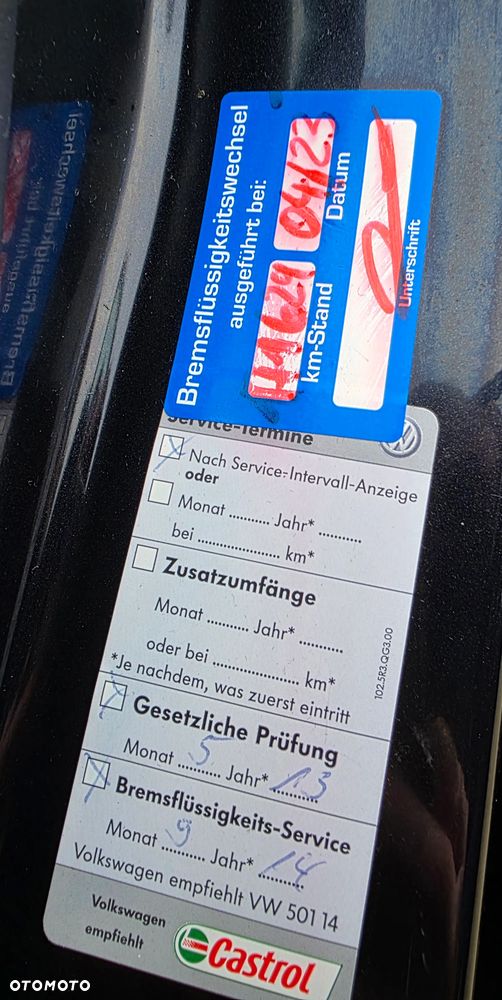 Bremsflüssigkeitswechsel
ausgeführt bei:
04/23
km-Stand
Datum
Unterschrift
Service-Termine
Nach Service-Intervall-Anzeige
oder
Monat .......... Jahr* ..........
bei .................... km*
Zusatzumfänge
Monat .......... Jahr* ..........
oder bei .................... km*
*Je nachdem, was zuerst eintritt
102.5R3.QG3.00
Gesetzliche Prüfung
Monat 5 Jahr* 13
Bremsflüssigkeits-Service
Monat 9 Jahr* 14
Volkswagen empfiehlt VW 501 14
Volkswagen
empfiehlt
Castrol
OTOMOTO